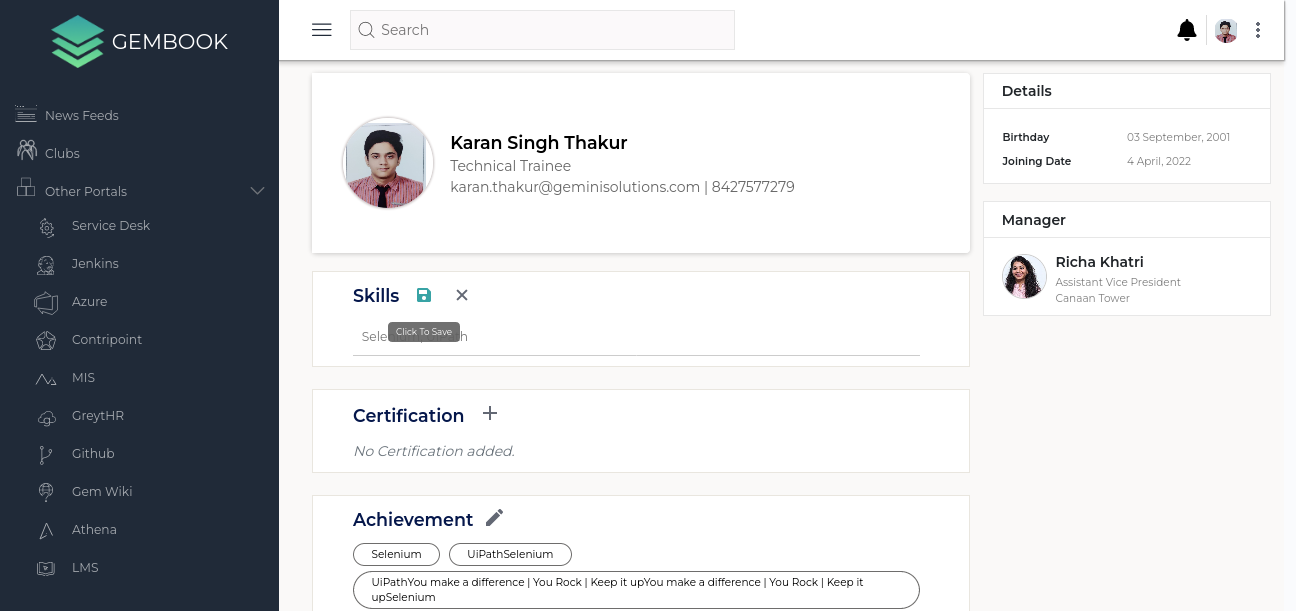 GEMBOOK
Search
News Feeds
Clubs
Other Portals
Service Desk
Jenkins
Azure
Contripoint
MIS
GreytHR
Github
Gem Wiki
Athena
LMS
Karan Singh Thakur
Technical Trainee
karan.thakur@geminisolutions.com | 8427577279
Skills
Click To Save
Certification
No Certification added.
Achievement
Selenium
UiPathSelenium
UiPathYou make a difference | You Rock | Keep it upYou make a difference | You Rock | Keep it
upSelenium
Details
Birthday 03 September, 2001
Joining Date 4 April, 2022
Manager
Richa Khatri
Assistant Vice President
Canaan Tower